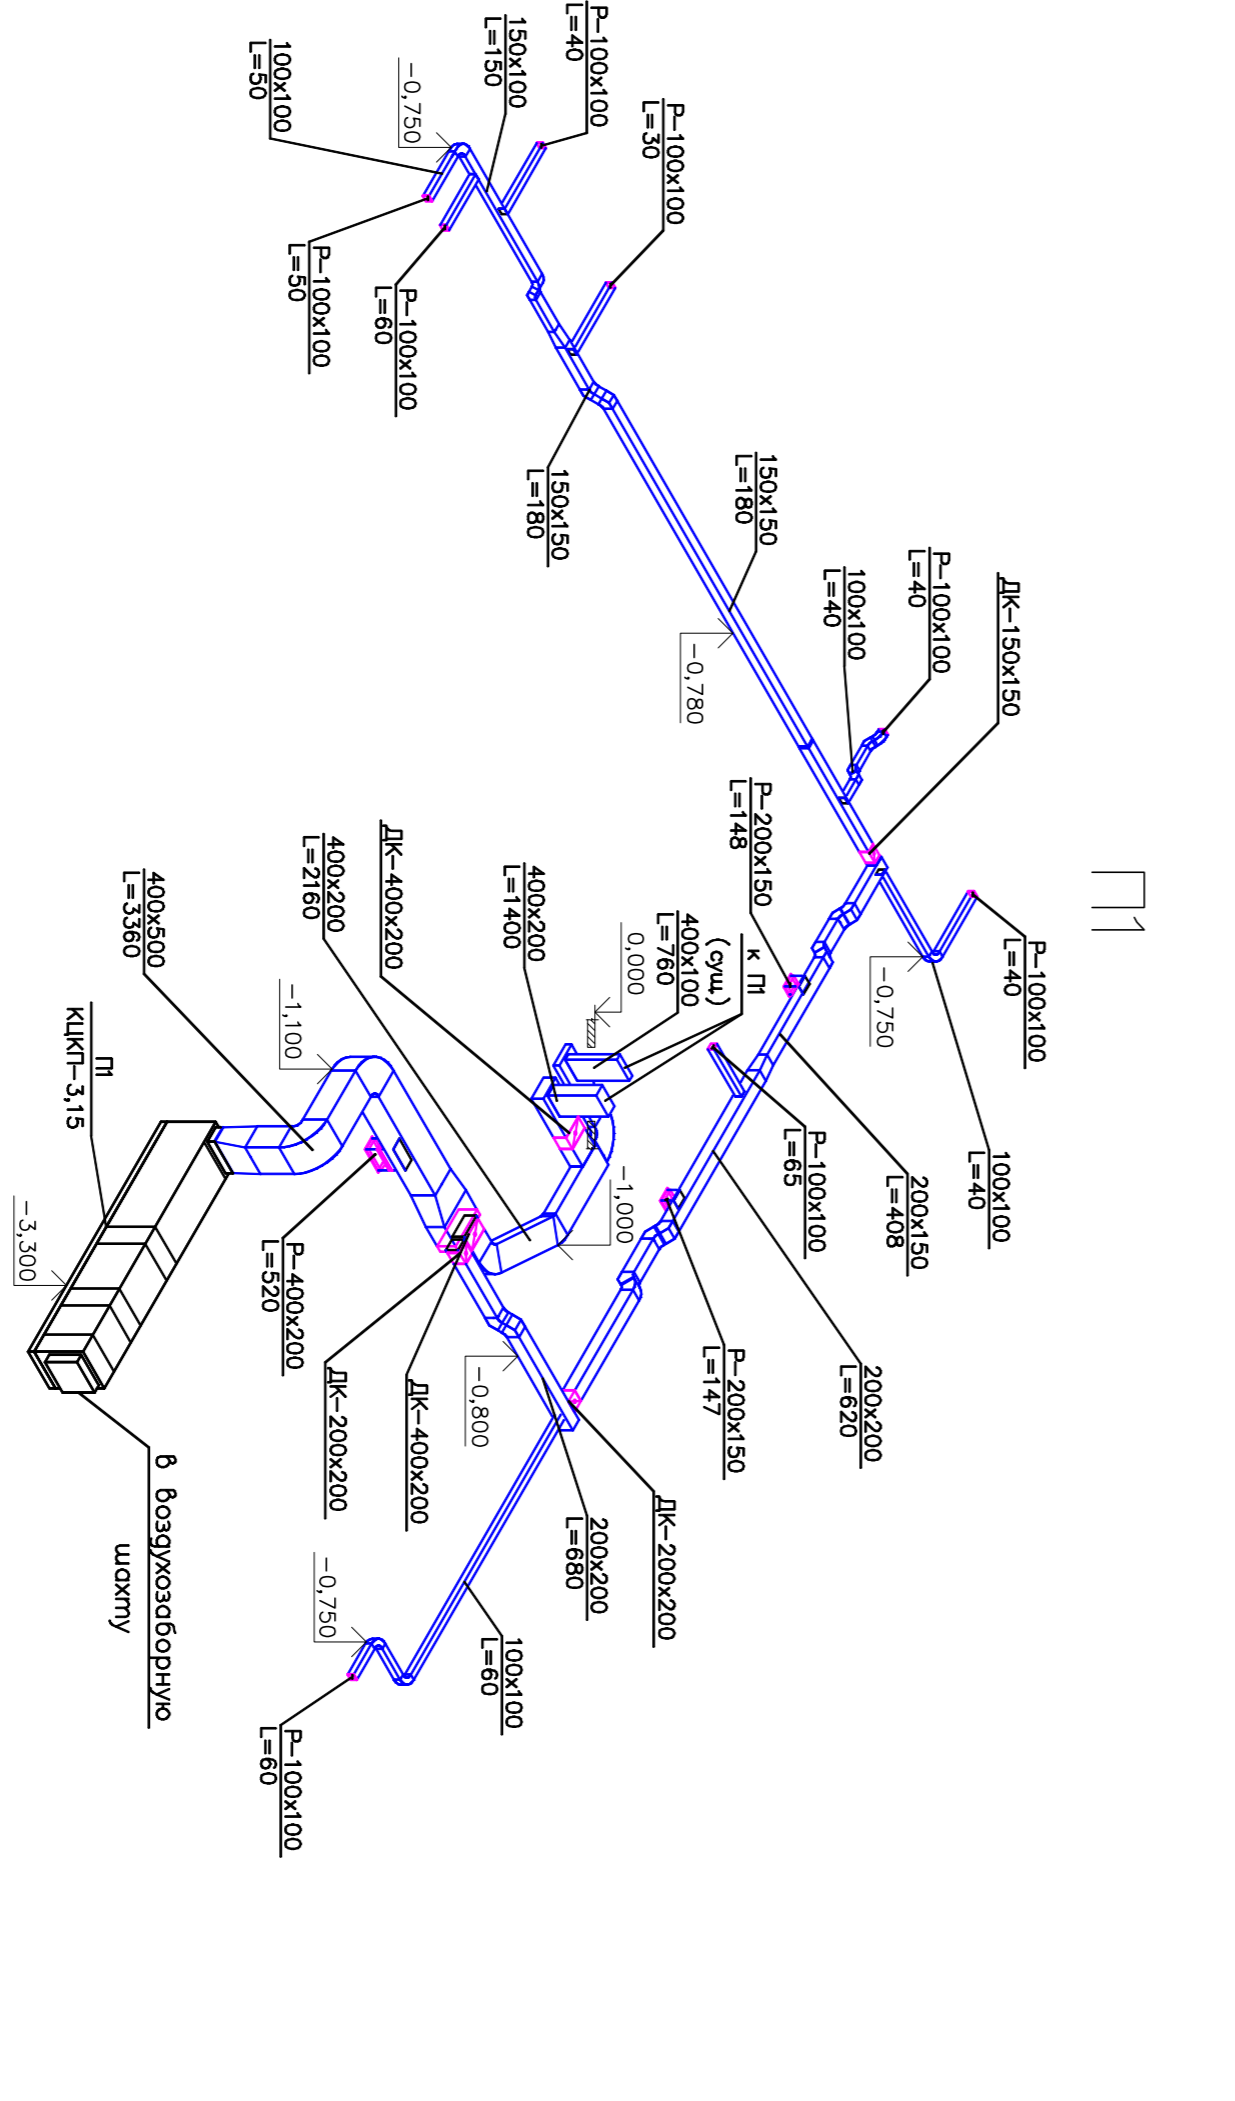 П1
Р-100х100
L=40
100х100
L=40
ДК-150х150
Р-100х100
L=40
100х100
L=40
Р-100х100
L=30
Р-100х100
L=40
150х100
L=150
-0,750
100х100
L=50
Р-100х100
L=50
Р-100х100
L=60
150х150
L=180
150х150
L=180
-0,780
-0,750
Р-200х150
L=148
к П1
(сущ.)
400х100
L=760
0,000
400х200
L=1400
ДК-400х200
400х200
L=2160
400х500
L=3360
-1,100
П1
КЦКП-3,15
-3,300
-1,000
Р-100х100
L=65
200х150
L=408
200х200
L=620
Р-200х150
L=147
Р-400х200
L=520
ДК-200х200
ДК-400х200
-0,800
200х200
L=680
ДК-200х200
в воздухозаборную
шахту
-0,750
100х100
L=60
Р-100х100
L=60